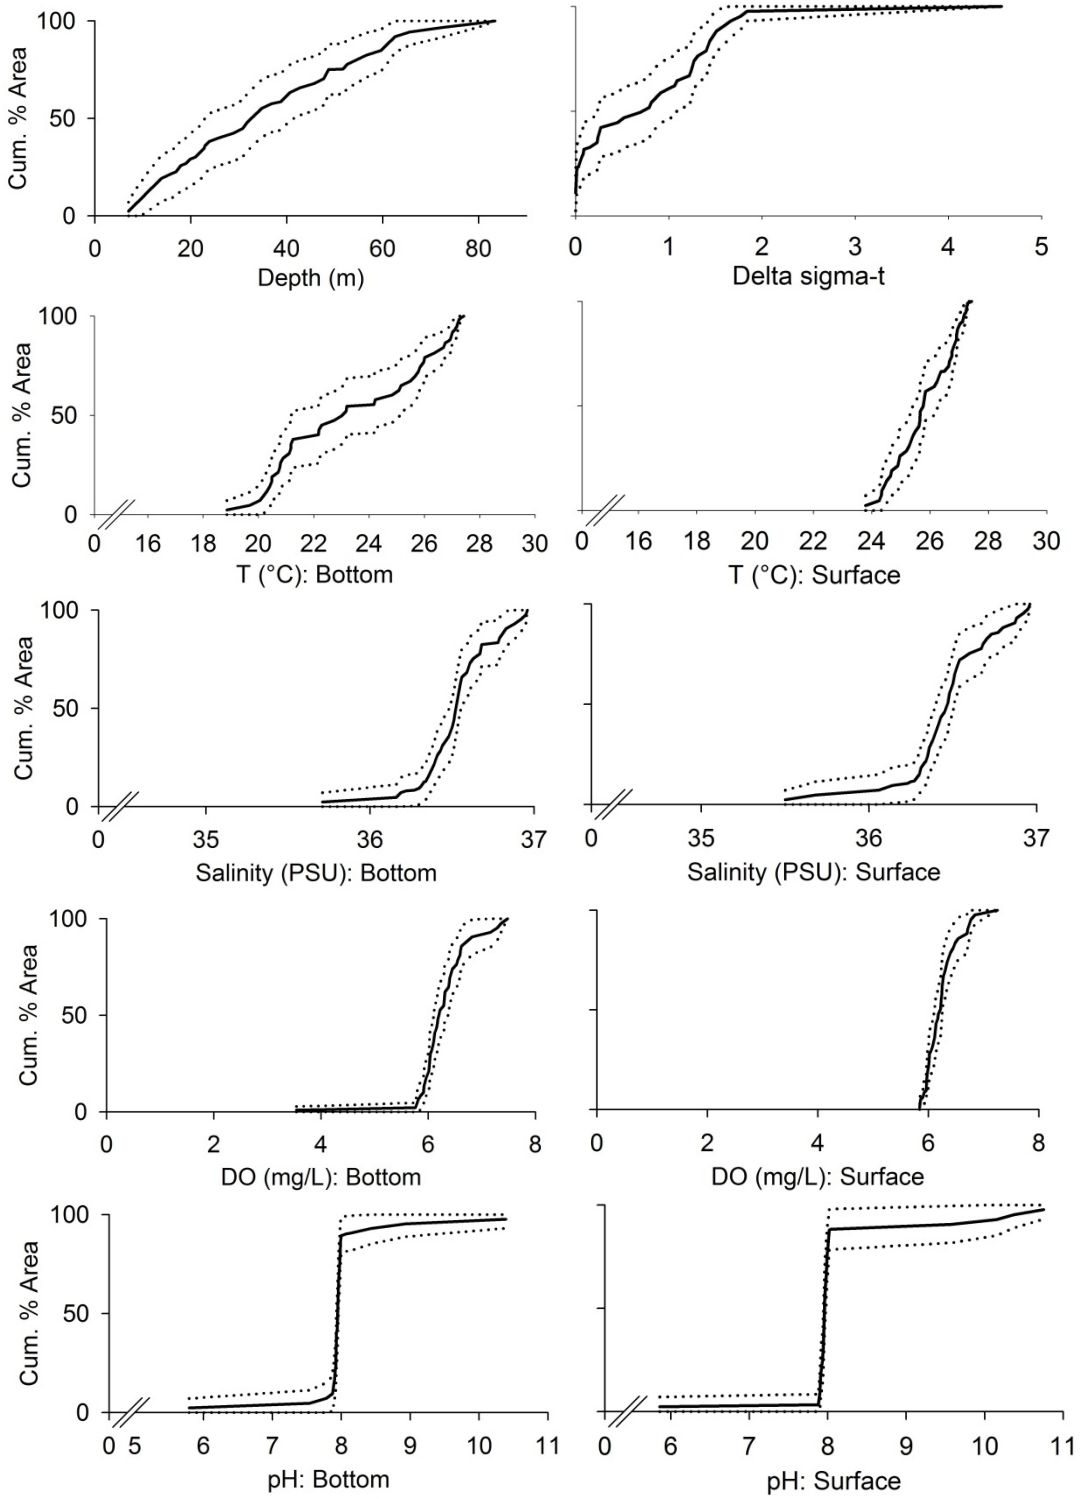 Cum. % Area
100
50
0
0 20 40 60 80
Depth (m)
0 1 2 3 4 5
Delta sigma-t
Cum. % Area
100
50
0
0 16 18 20 22 24 26 28 30
T (°C): Bottom
0 16 18 20 22 24 26 28 30
T (°C): Surface
Cum. % Area
100
50
0
0 35 36 37
Salinity (PSU): Bottom
0 35 36 37
Salinity (PSU): Surface
Cum. % Area
100
50
0
0 2 4 6 8
DO (mg/L): Bottom
0 2 4 6 8
DO (mg/L): Surface
Cum. % Area
100
50
0
0 5 6 7 8 9 10 11
pH: Bottom
0 6 7 8 9 10 11
pH: Surface